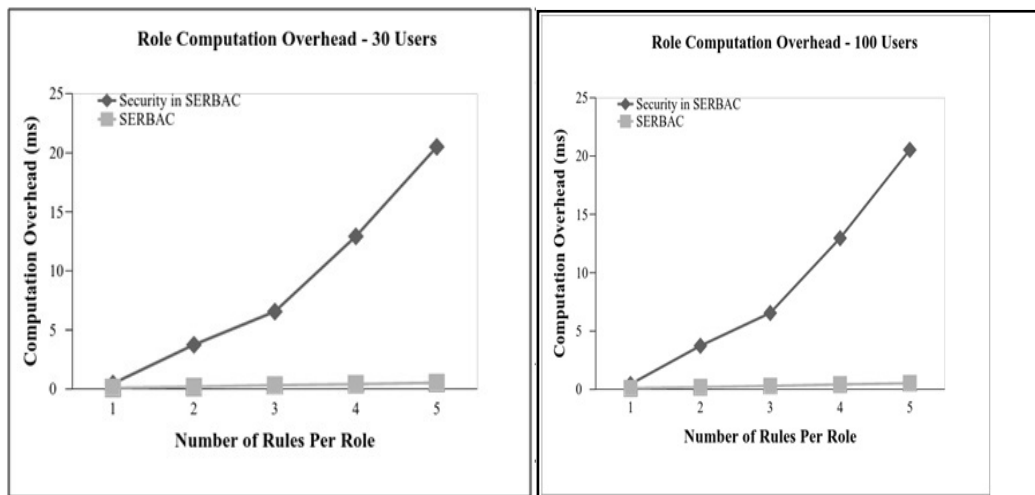 Role Computation Overhead - 30 Users
25
20
15
10
5
0
Security in SERBAC
SERBAC
Computation Overhead (ms)
1 2 3 4 5
Number of Rules Per Role
Role Computation Overhead - 100 Users
25
20
15
10
5
0
Security in SERBAC
SERBAC
Computation Overhead (ms)
1 2 3 4 5
Number of Rules Per Role